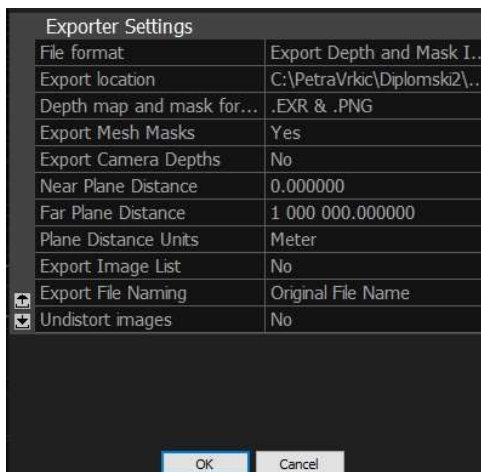 Exporter Settings
File format Export Depth and Mask I...
Export location C:\PetraVrkic\Diplomski2\...
Depth map and mask for... .EXR & .PNG
Export Mesh Masks Yes
Export Camera Depths No
Near Plane Distance 0.000000
Far Plane Distance 1 000 000.000000
Plane Distance Units Meter
Export Image List No
Export File Naming Original File Name
Undistort images No
OK Cancel